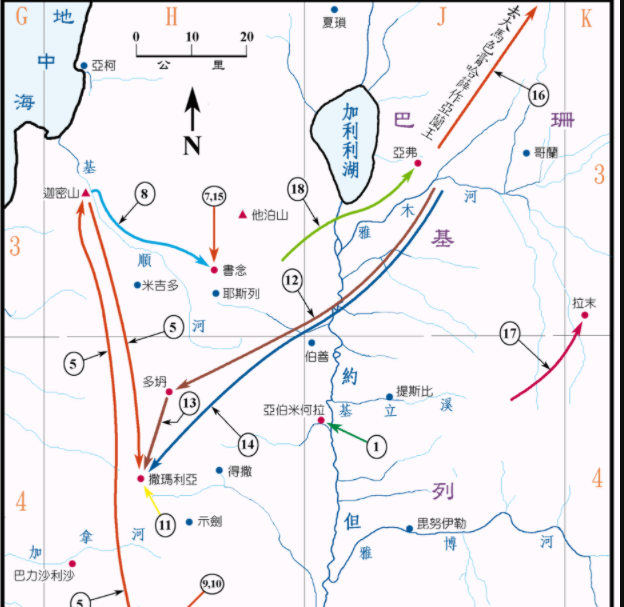 G
H
J
K
地
中
海
0
10
20
公 里
N
夏瑣
亞柯
去大馬色膏哈薛作亞蘭王
16
加利利湖
巴
珊
亞弗
哥蘭
基
迦密山
8
7,15
他泊山
18
雅
木
河
3
3
基
順
書念
米吉多
耶斯列
12
河
5
5
伯善
拉末
17
多坍
13
約
提斯比
亞伯米何拉
基 立 溪
14
1
撒瑪利亞
得撒
列
4
4
11
示劍
但
毘努伊勒
加 拿 河
雅 博 河
巴力沙利沙
5
9,10